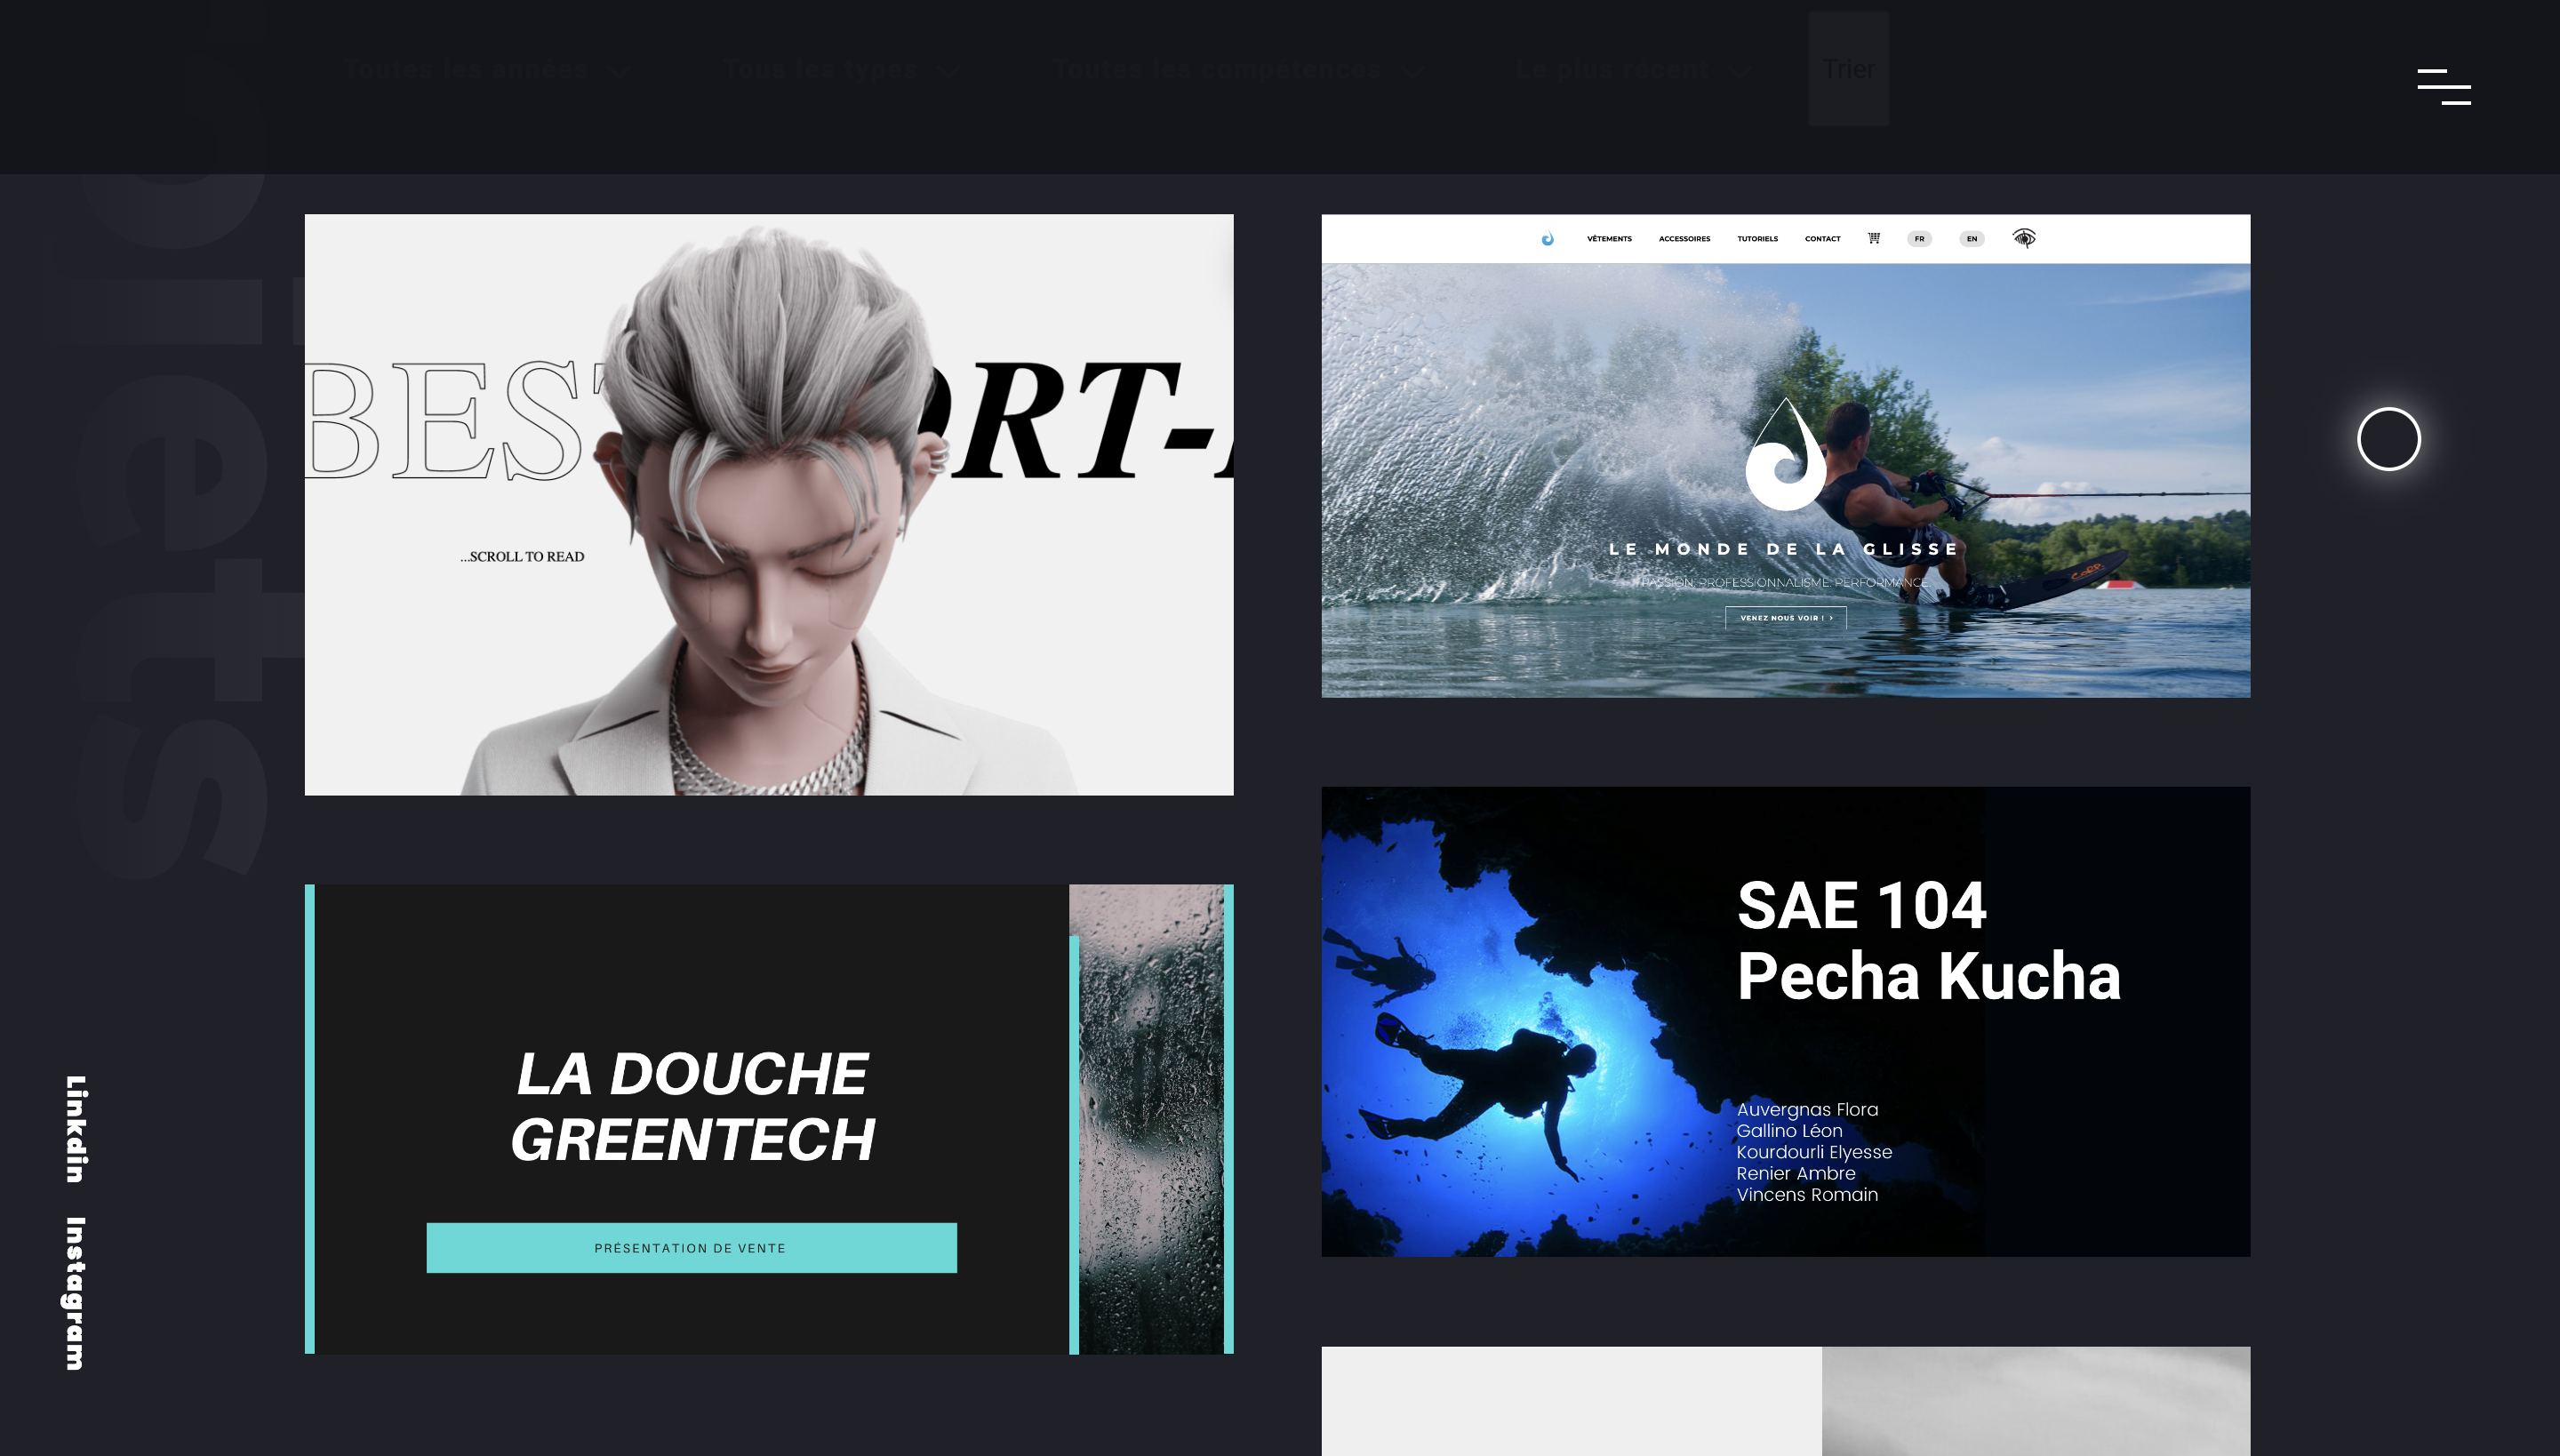 Toutes les années
Tous les types
Toutes les compétences
Le plus récent
Trier
BEST
ORT-
...SCROLL TO READ
VÊTEMENTS
ACCESSOIRES
TUTORIELS
CONTACT
FR
EN
LE MONDE DE LA GLISSE
PASSION. PROFESSIONNALISME. PERFORMANCE.
VENEZ NOUS VOIR ! ›
LA DOUCHE
GREENTECH
PRÉSENTATION DE VENTE
SAE 104
Pecha Kucha
Auvergnas Flora
Gallino Léon
Kourdourli Elyesse
Renier Ambre
Vincens Romain
Linkdin
Instagram